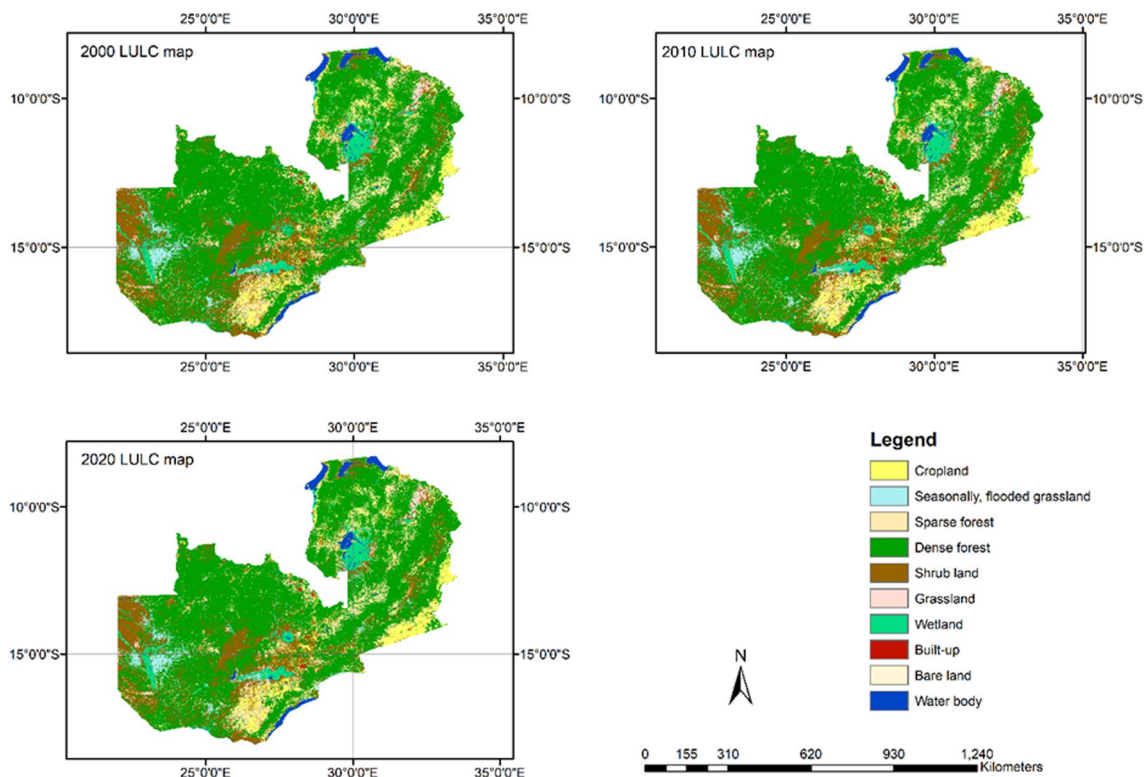 25°0'0"E 30°0'0"E 35°0'0"E
2000 LULC map
10°0'0"S 10°0'0"S
15°0'0"S 15°0'0"S
25°0'0"E 30°0'0"E 35°0'0"E
25°0'0"E 30°0'0"E 35°0'0"E
2010 LULC map
10°0'0"S
15°0'0"S
25°0'0"E 30°0'0"E 35°0'0"E
25°0'0"E 30°0'0"E 35°0'0"E
2020 LULC map
10°0'0"S 10°0'0"S
15°0'0"S 15°0'0"S
25°0'0"E 30°0'0"E 35°0'0"E
Legend
Cropland
Seasonally, flooded grassland
Sparse forest
Dense forest
Shrub land
Grassland
Wetland
Built-up
Bare land
Water body
N
0 155 310 620 930 1,240
Kilometers